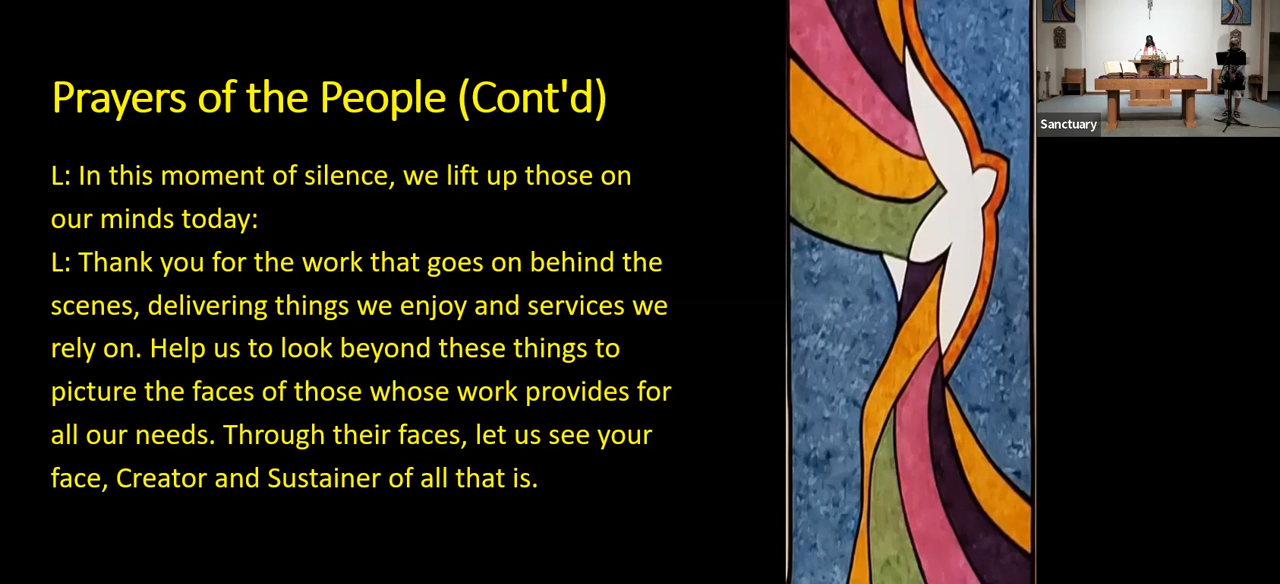 Prayers of the People (Cont'd)
L: In this moment of silence, we lift up those on
our minds today:
L: Thank you for the work that goes on behind the
scenes, delivering things we enjoy and services we
rely on. Help us to look beyond these things to
picture the faces of those whose work provides for
all our needs. Through their faces, let us see your
face, Creator and Sustainer of all that is.
Sanctuary